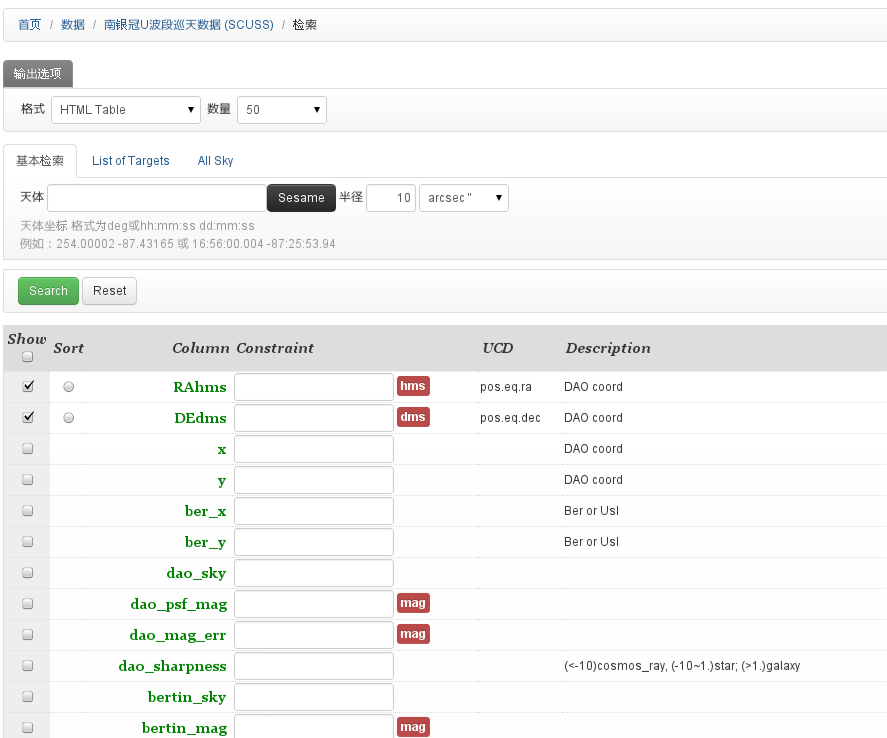 首页 / 数据 / 南银冠U波段巡天数据 (SCUSS) / 检索
输出选项
格式 HTML Table 数量 50
基本检索 List of Targets All Sky
天体 Sesame 半径 10 arcsec "
天体坐标 格式为deg或hh:mm:ss dd:mm:ss
例如：254.00002 -87.43165 或 16:56:00.004 -87:25:53.94
Search Reset
Show Sort Column Constraint UCD Description
RAhms hms pos.eq.ra DAO coord
DEdms dms pos.eq.dec DAO coord
x DAO coord
y DAO coord
ber_x Ber or Usl
ber_y Ber or Usl
dao_sky
dao_psf_mag mag
dao_mag_err mag
dao_sharpness (<-10)cosmos_ray, (-10~1.)star; (>1.)galaxy
bertin_sky
bertin_mag mag